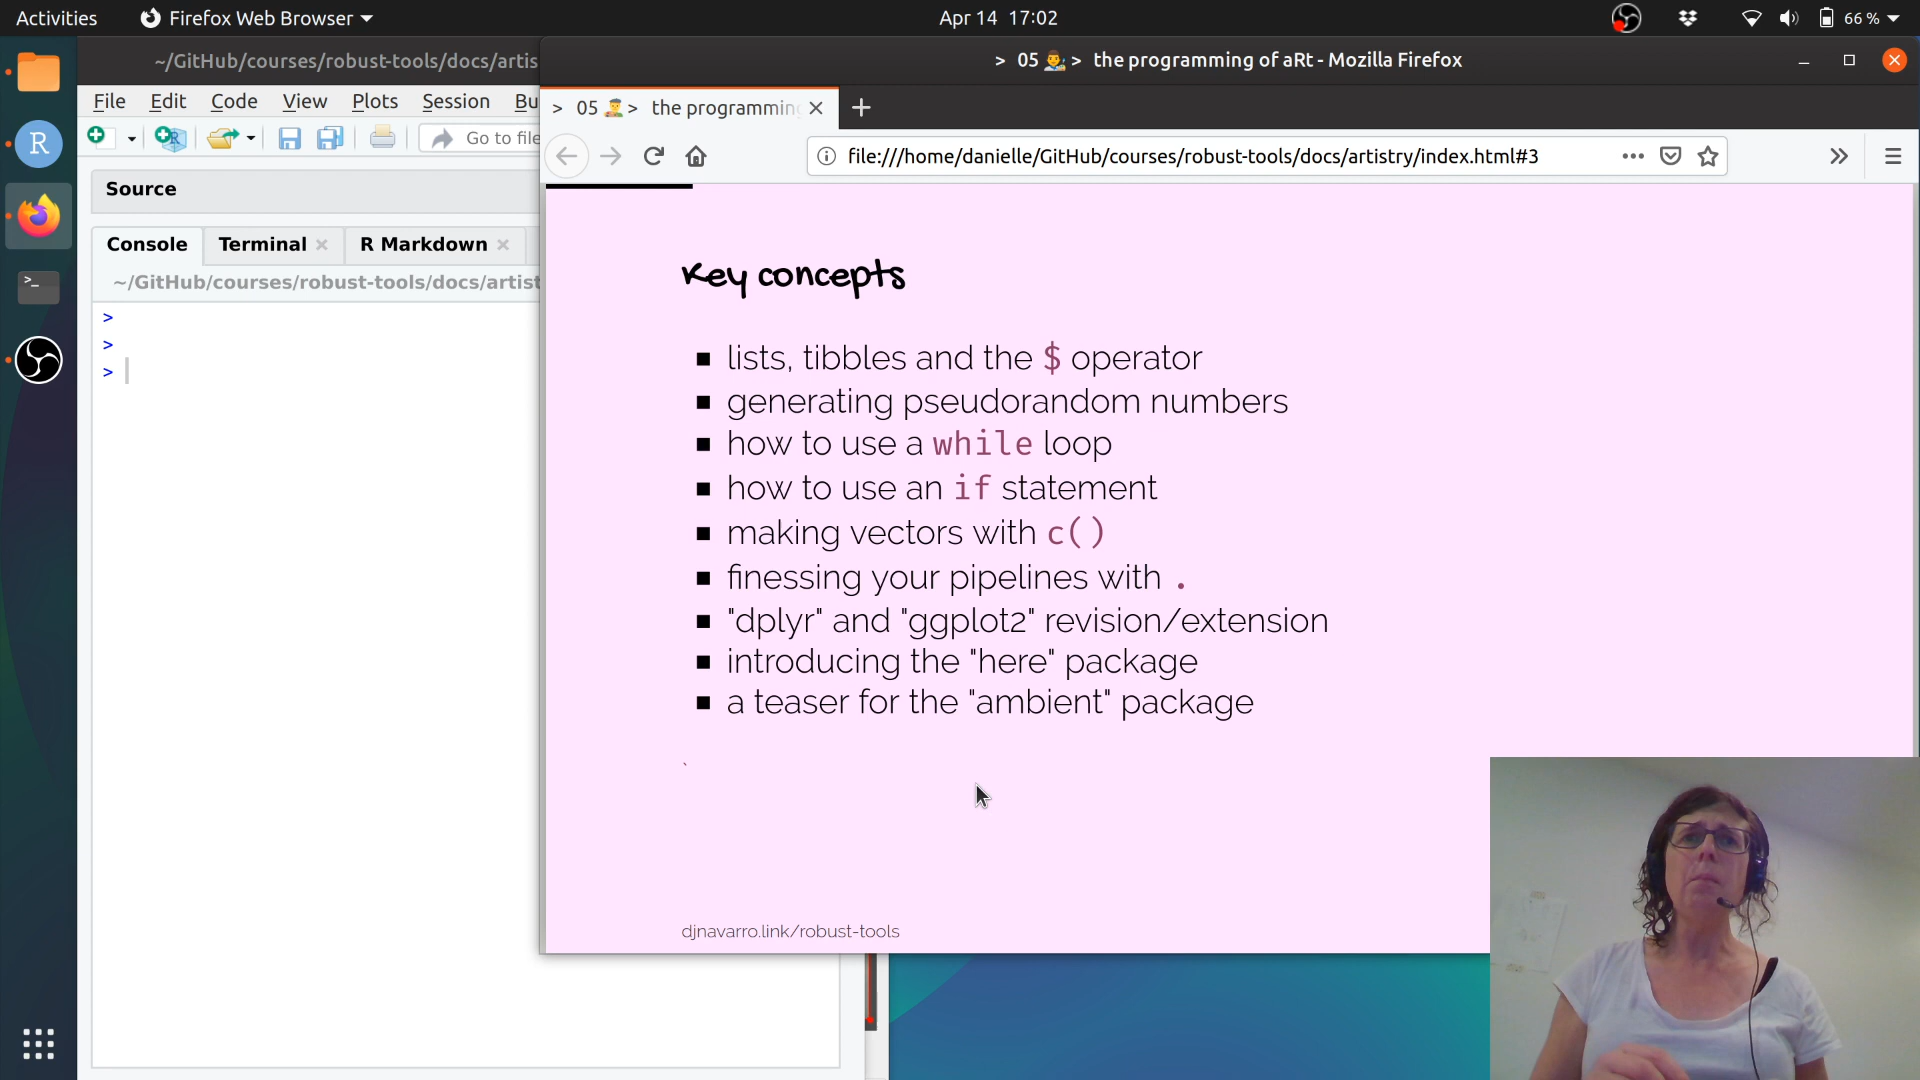 Activities
Firefox Web Browser
Apr 14 17:02
66 %
~/GitHub/courses/robust-tools/docs/artis
> 05 > the programming of aRt - Mozilla Firefox
File Edit Code View Plots Session Bu
> 05 > the programming
Go to file
file:///home/danielle/GitHub/courses/robust-tools/docs/artistry/index.html#3
Source
Console Terminal R Markdown
~/GitHub/courses/robust-tools/docs/artist
>
>
>
Key concepts
lists, tibbles and the $ operator
generating pseudorandom numbers
how to use a while loop
how to use an if statement
making vectors with c()
finessing your pipelines with .
"dplyr" and "ggplot2" revision/extension
introducing the "here" package
a teaser for the "ambient" package
`
djnavarro.link/robust-tools
R
>_